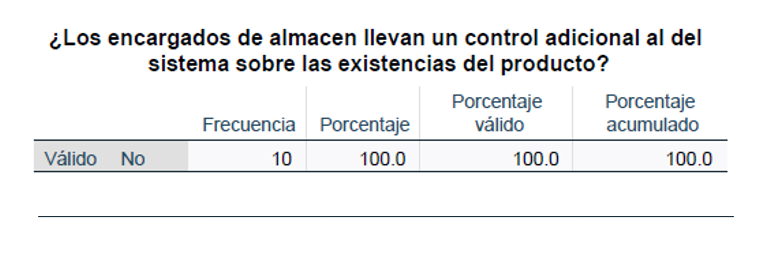 ¿Los encargados de almacen llevan un control adicional al del
sistema sobre las existencias del producto?
Frecuencia Porcentaje Porcentaje válido Porcentaje acumulado
Válido No 10 100.0 100.0 100.0